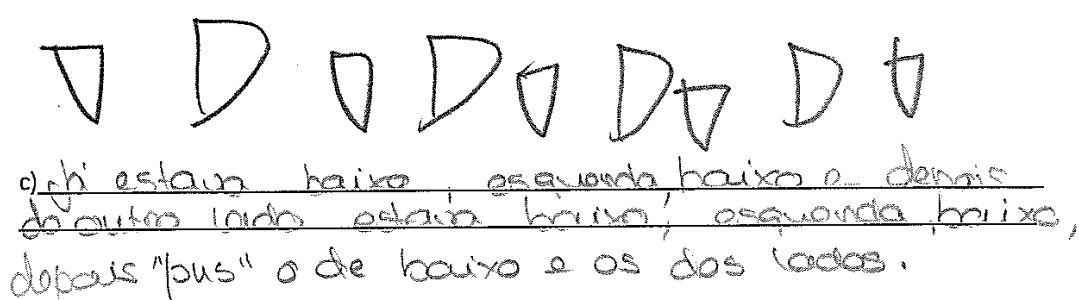 c) Aí estava baixo, esquerda baixo e depois
do outro lado estava baixo, esquerda, baixo,
depois "pus" o de baixo e os dos lados.